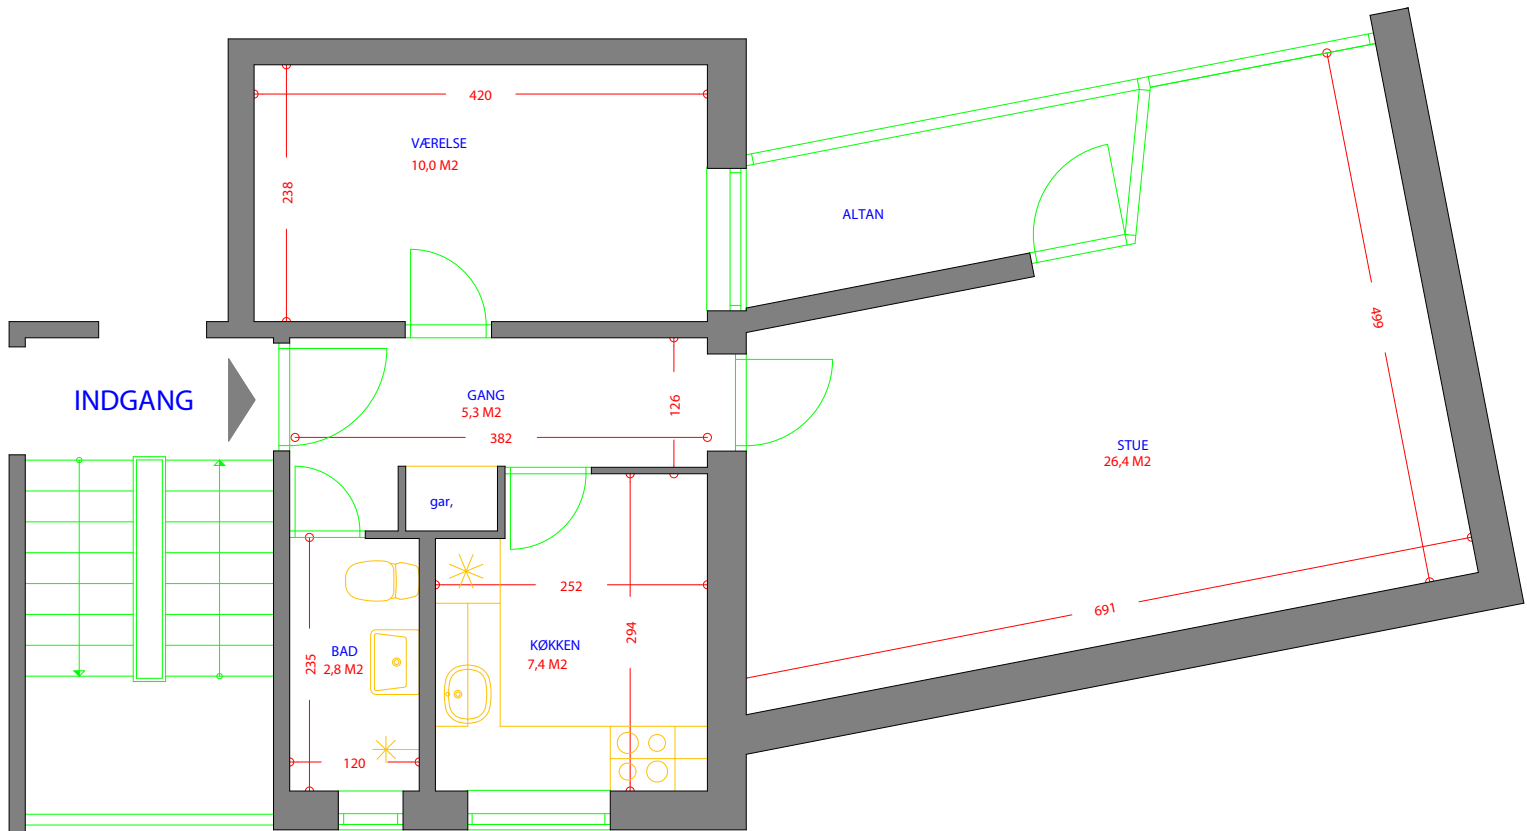 420
VÆRELSE
10,0 M2
238
ALTAN
499
INDGANG
GANG
5,3 M2
126
382
STUE
26,4 M2
gar,
252
691
294
KØKKEN
7,4 M2
BAD
2,8 M2
235
120